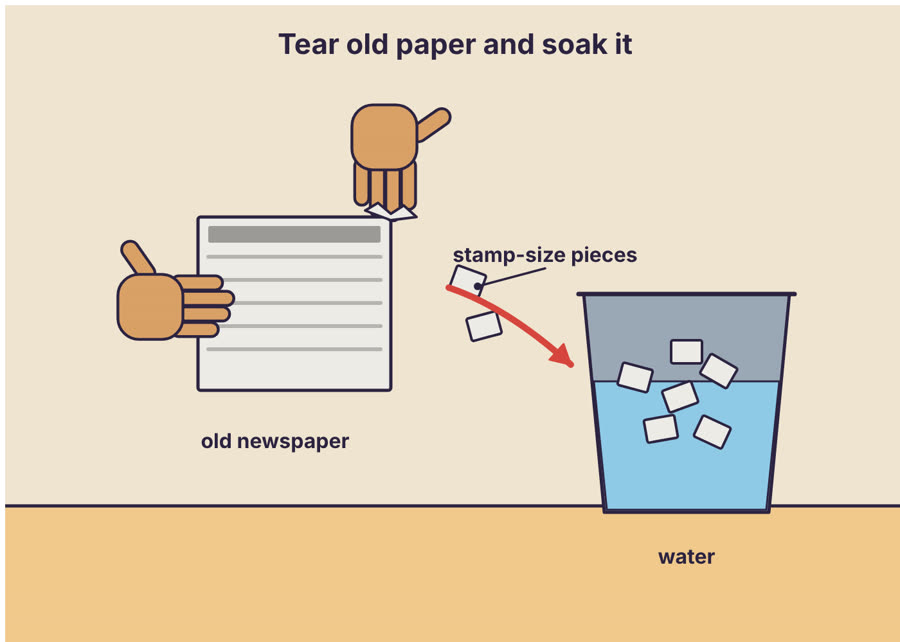 Tear old paper and soak it
stamp-size pieces
old newspaper
water